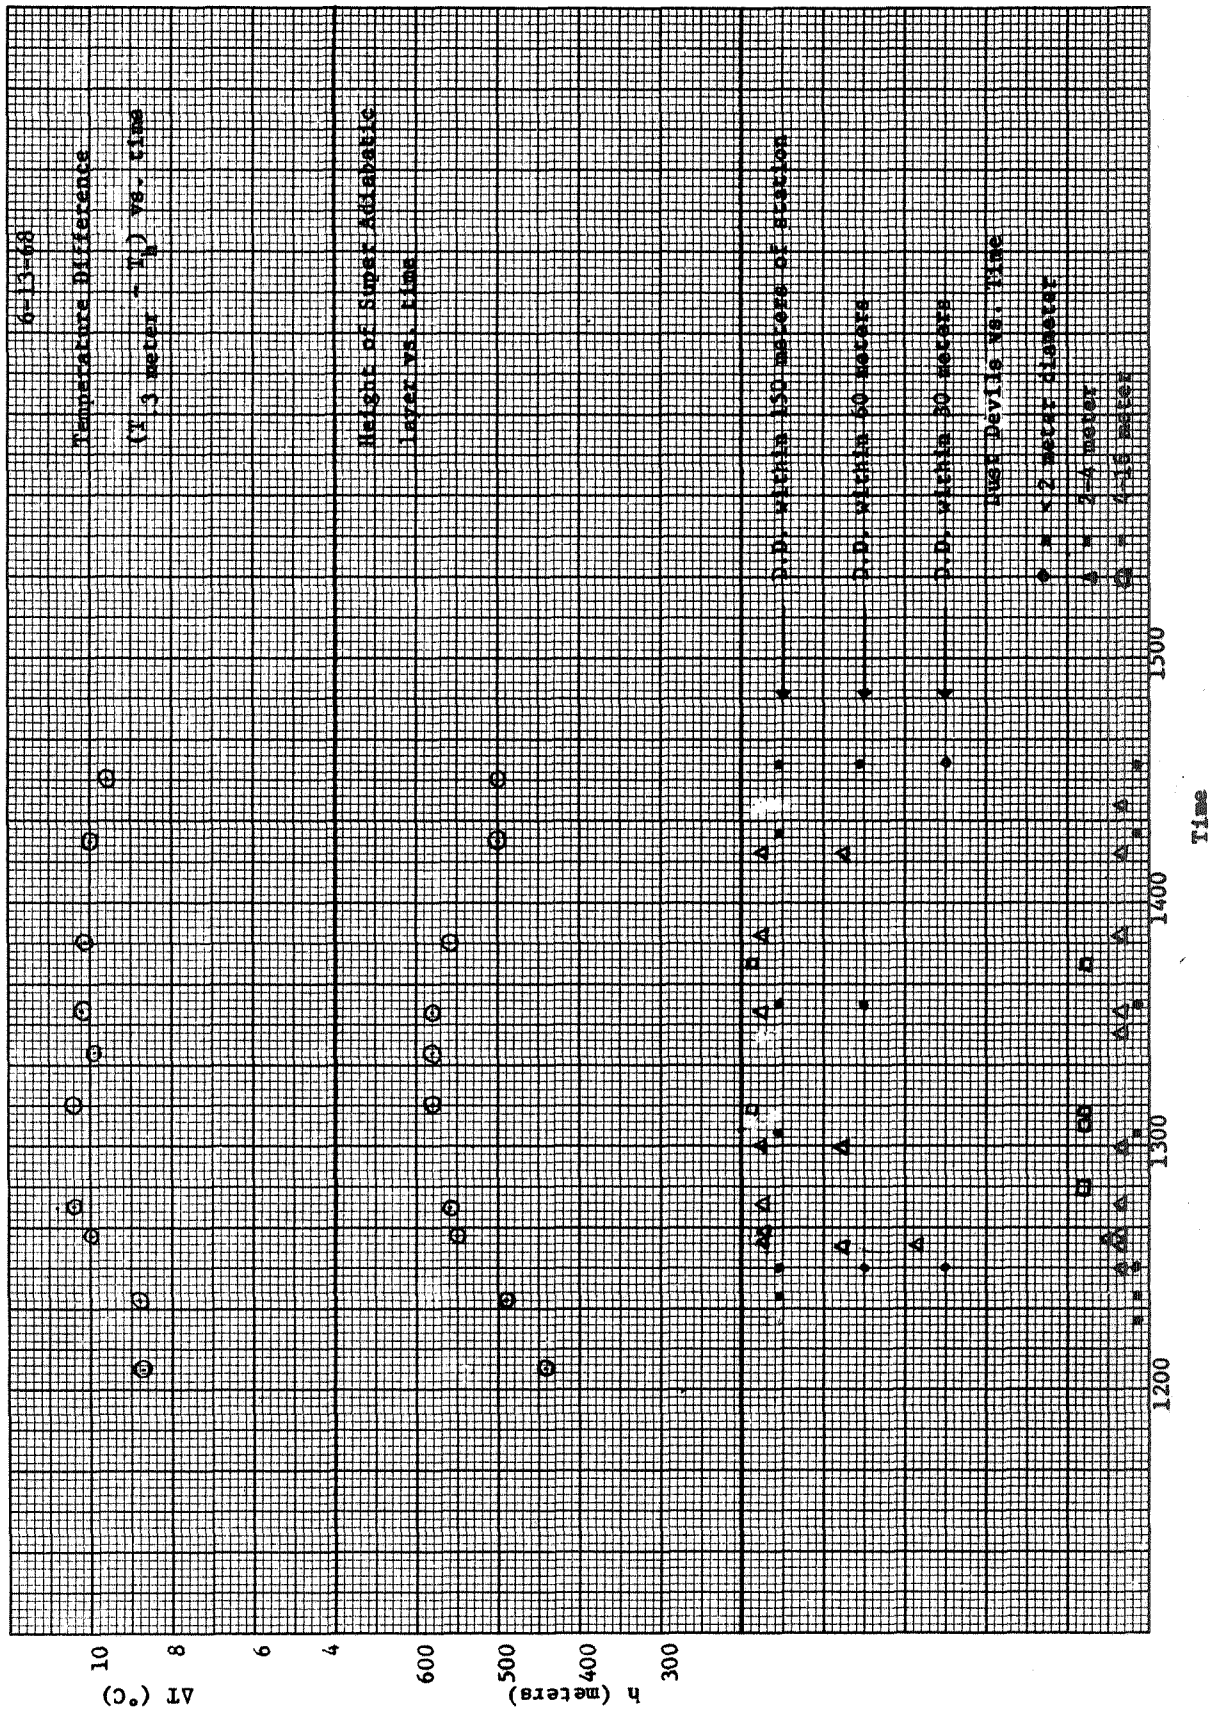 6-13-68
Temperature Difference
(T 3 meter - Th) vs. time
Height of Super Adiabatic
layer vs. time
D.D. within 150 meters of station
D.D. within 60 meters
D.D. within 30 meters
Dust Devils vs. Time
= < 2 meter diameter
= 2-4 meter
= 4-16 meter
ΔT (°C)
10
8
6
4
h (meters)
600
500
400
300
1200
1300
1400
1500
Time